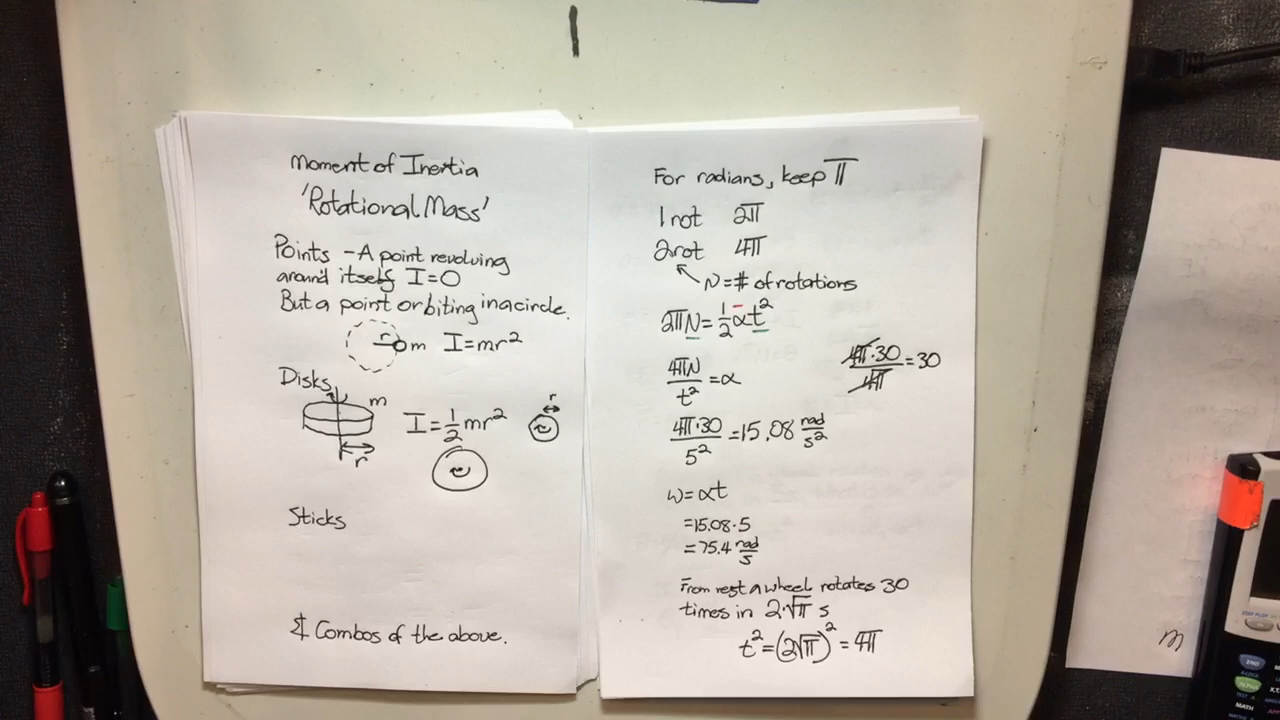 Moment of Inertia
'Rotational Mass'
Points - A point revolving
around itself I=0
But a point orbiting in a circle.
r m I=mr²
Disks
m
r
I=½mr²
r
Sticks
& Combos of the above.
For radians, keep π
1 rot 2π
2 rot 4π
N=# of rotations
2πN=½αt²
4πN/t²=α
4π·30/4π=30
4π·30/5²=15.08 rad/s²
ω=αt
=15.08·5
=75.4 rad/s
From rest a wheel rotates 30
times in 2·√π s
t²=(2√π)²=4π
m
2ND
ALPHA
MATH